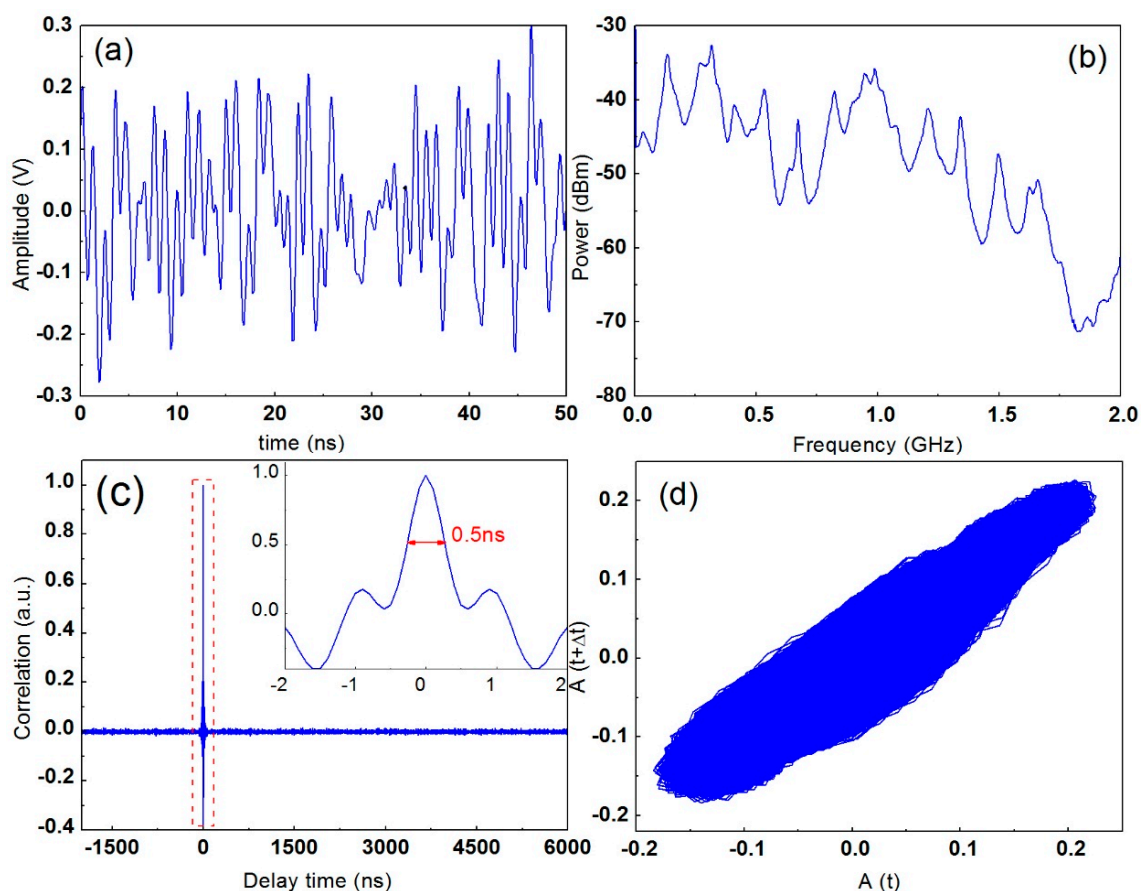 (a)
0.3
0.2
0.1
0.0
-0.1
-0.2
-0.3
Amplitude (V)
0 10 20 30 40 50
time (ns)
(b)
-30
-40
-50
-60
-70
-80
Power (dBm)
0.0 0.5 1.0 1.5 2.0
Frequency (GHz)
(c)
1.0
0.8
0.6
0.4
0.2
0.0
-0.2
-0.4
Correlation (a.u.)
1.0
0.5
0.0
0.5ns
-2 -1 0 1 2
-1500 0 1500 3000 4500 6000
Delay time (ns)
(d)
0.2
0.1
0.0
-0.1
-0.2
A (t+Δt)
-0.2 -0.1 0.0 0.1 0.2
A (t)